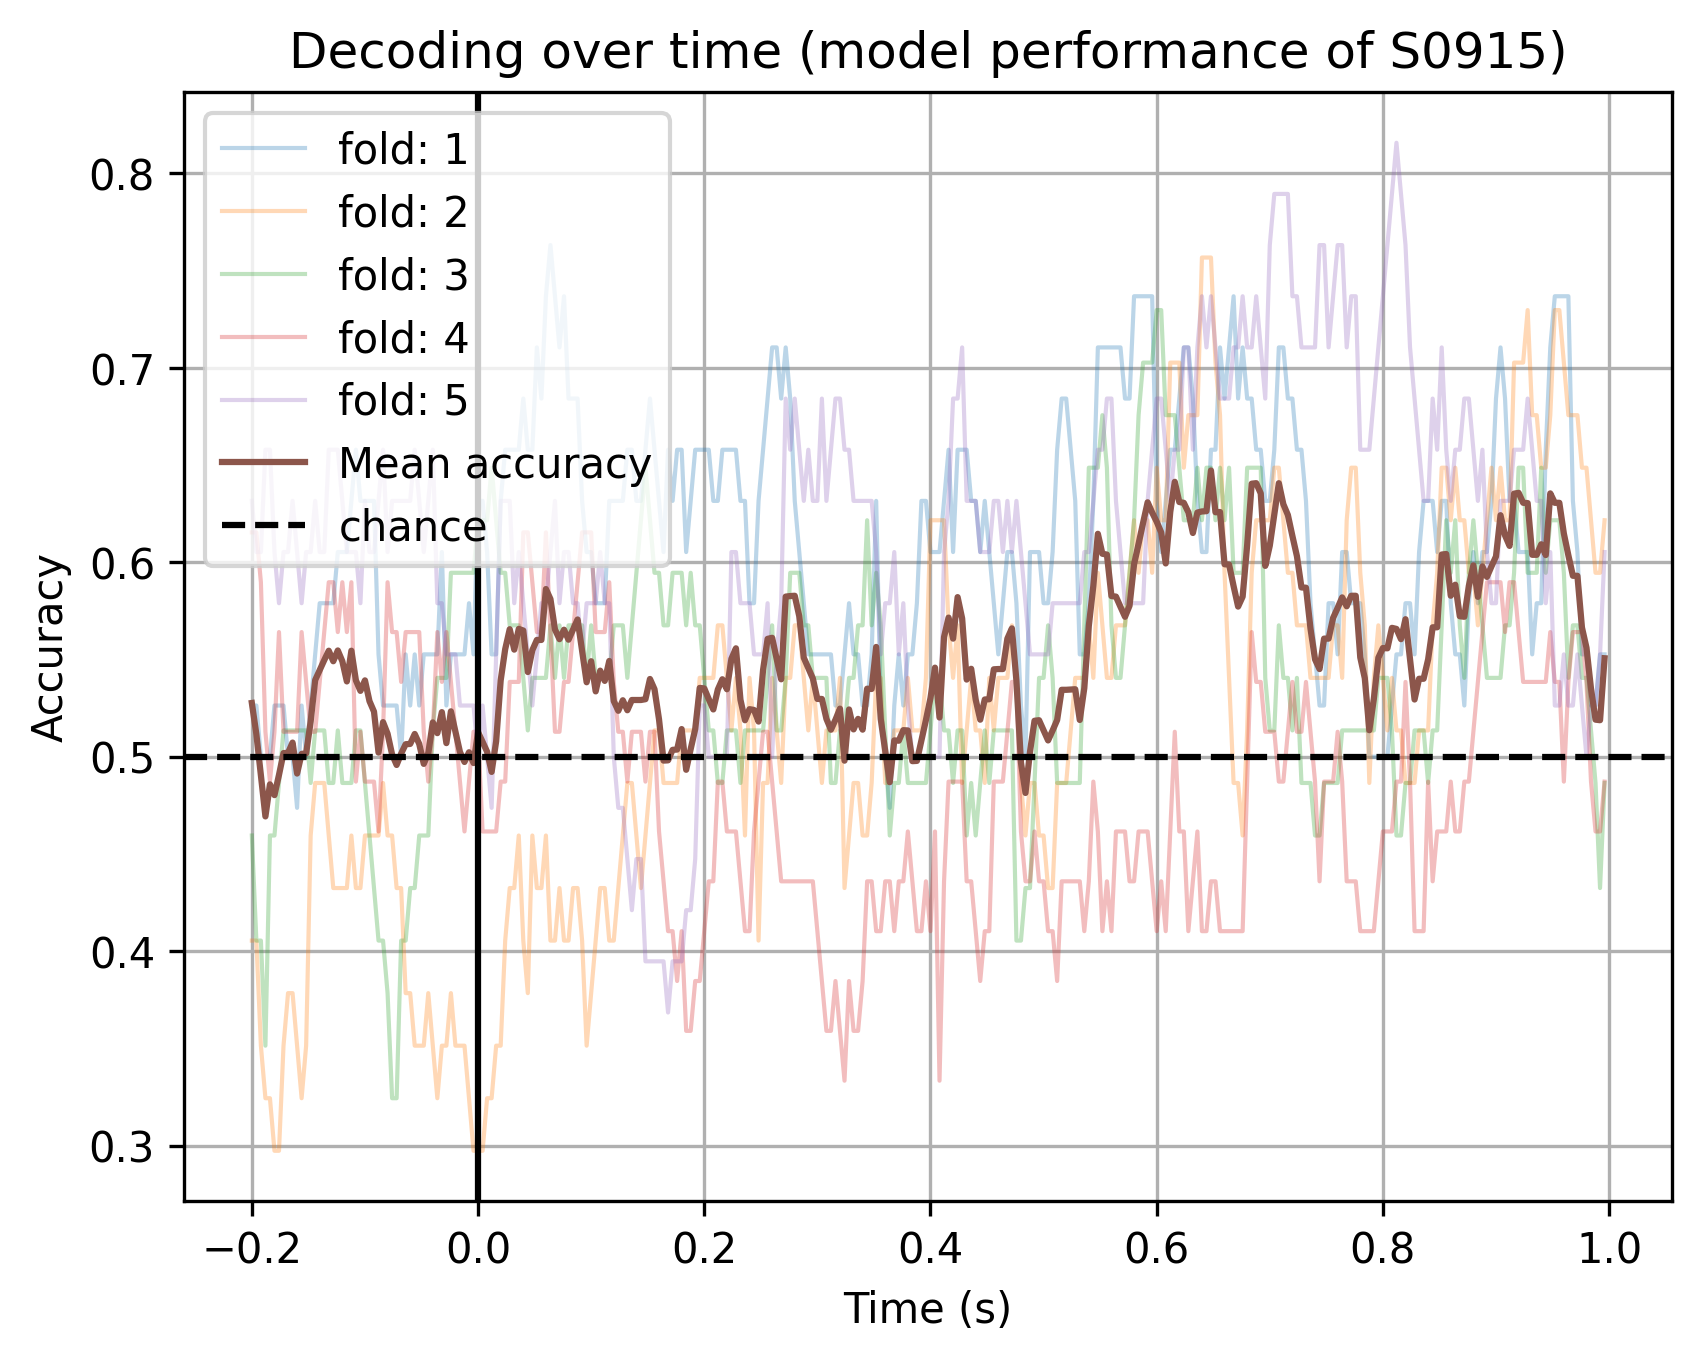 Decoding over time (model performance of S0915)
fold: 1
fold: 2
fold: 3
fold: 4
fold: 5
Mean accuracy
chance
Accuracy
0.8
0.7
0.6
0.5
0.4
0.3
−0.2 0.0 0.2 0.4 0.6 0.8 1.0
Time (s)